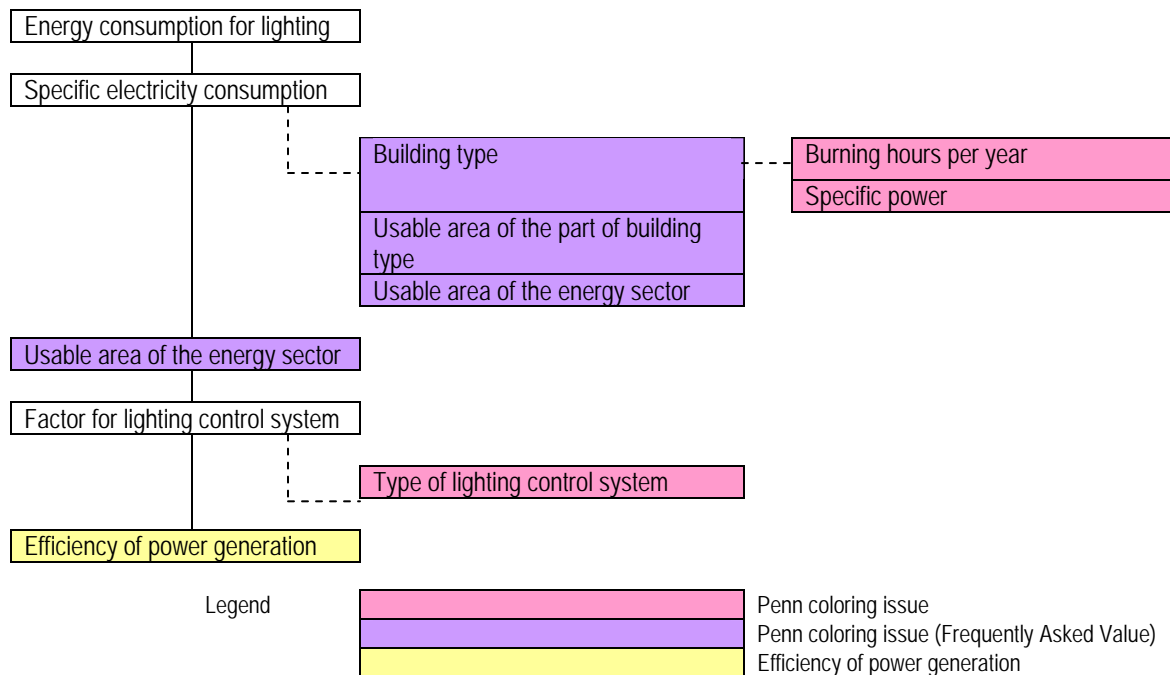 Energy consumption for lighting
Specific electricity consumption
Building type
Burning hours per year
Specific power
Usable area of the part of building
type
Usable area of the energy sector
Usable area of the energy sector
Factor for lighting control system
Type of lighting control system
Efficiency of power generation
Legend
Penn coloring issue
Penn coloring issue (Frequently Asked Value)
Efficiency of power generation